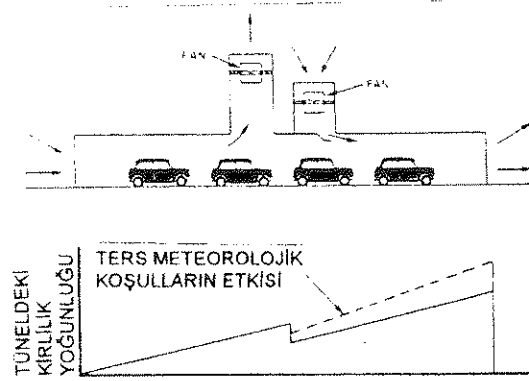 FAN
FAN
TERS METEOROLOJİK
KOŞULLARIN ETKİSİ
TÜNELDEKİ
KİRLİLİK
YOĞUNLUĞU